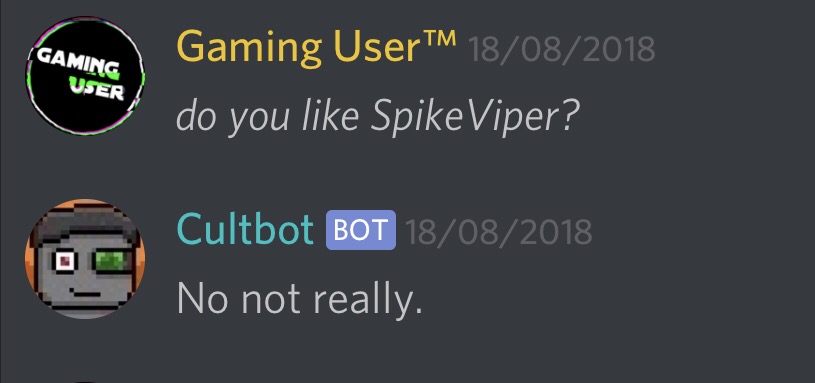 GAMING
USER
Gaming User™ 18/08/2018
do you like SpikeViper?
Cultbot BOT 18/08/2018
No not really.